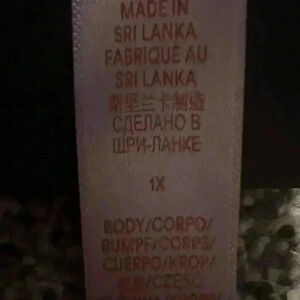 MADE IN
SRI LANKA
FABRIQUÉ AU
SRI LANKA
斯里兰卡制造
СДЕЛАНО В
ШРИ-ЛАНКЕ
1X
BODY/CORPO/
RUMPF/CORPS/
CUERPO/KROP/
/CZĘŚĆ